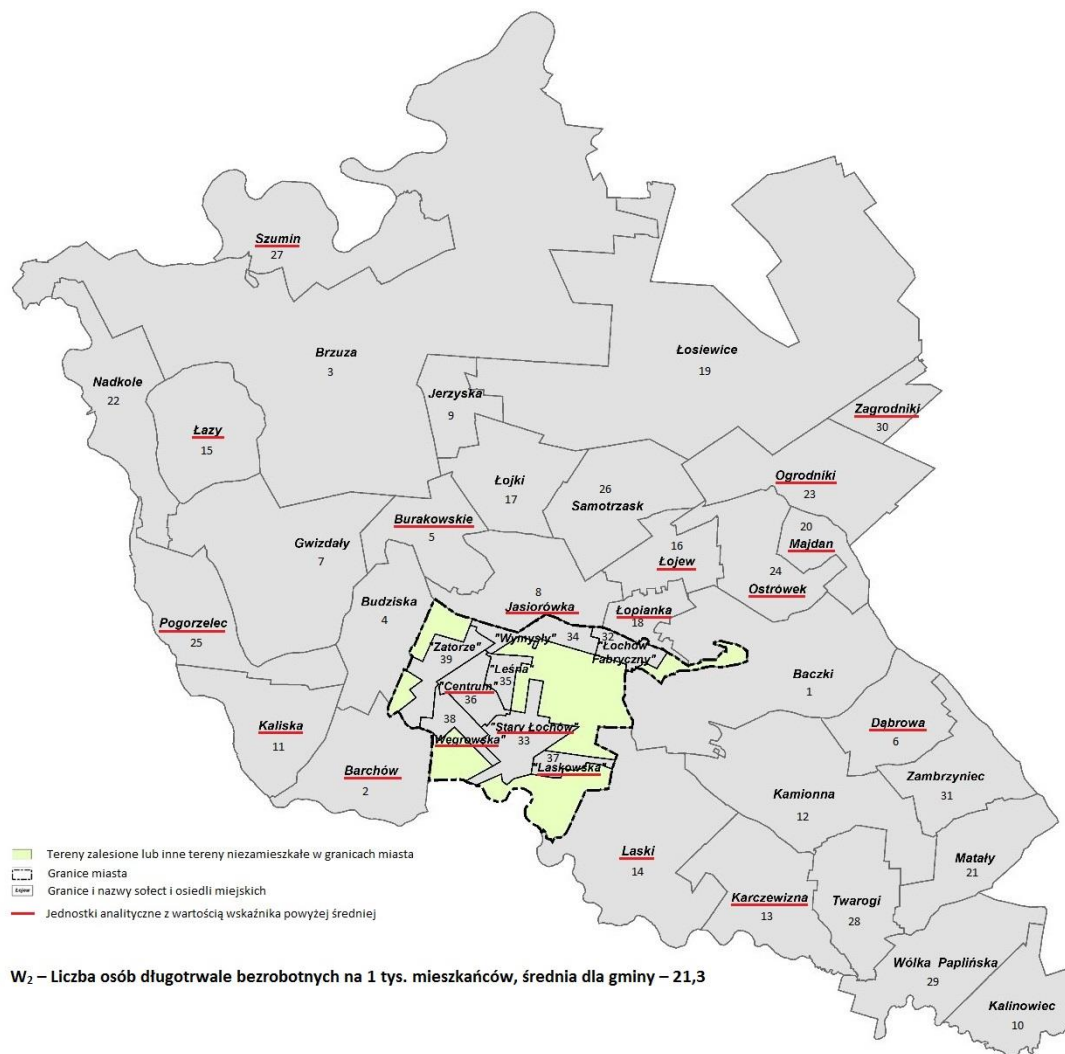 Szumin
27
Brzuza
3
Łosiewice
19
Nadkole
22
Jerzyska
9
Zagrodniki
30
Łazy
15
Ogrodniki
23
Łojki
17
26
Samotrzask
Burakowskie
5
20
Majdan
Gwizdały
7
16
Łojew
24
Ostrówek
8
Jasiorówka
Budziska
4
Łopianka
18
Pogorzelec
25
"Wymysły"
34
32
"Łochów
Fabryczny"
"Zatorze"
39
"Leśna"
35
"Centrum"
36
Baczki
1
Kaliska
11
38
"Węgrowska"
"Stary Łochów"
33
Dąbrowa
6
37
"Laskowska"
Barchów
2
Zambrzyniec
31
Kamionna
12
Laski
14
Matały
21
Karczewizna
13
Twarogi
28
Wólka Paplińska
29
Kalinowiec
10
Tereny zalesione lub inne tereny niezamieszkałe w granicach miasta
Granice miasta
Łojew Granice i nazwy sołect i osiedli miejskich
Jednostki analityczne z wartością wskaźnika powyżej średniej
W₂ – Liczba osób długotrwale bezrobotnych na 1 tys. mieszkańców, średnia dla gminy – 21,3